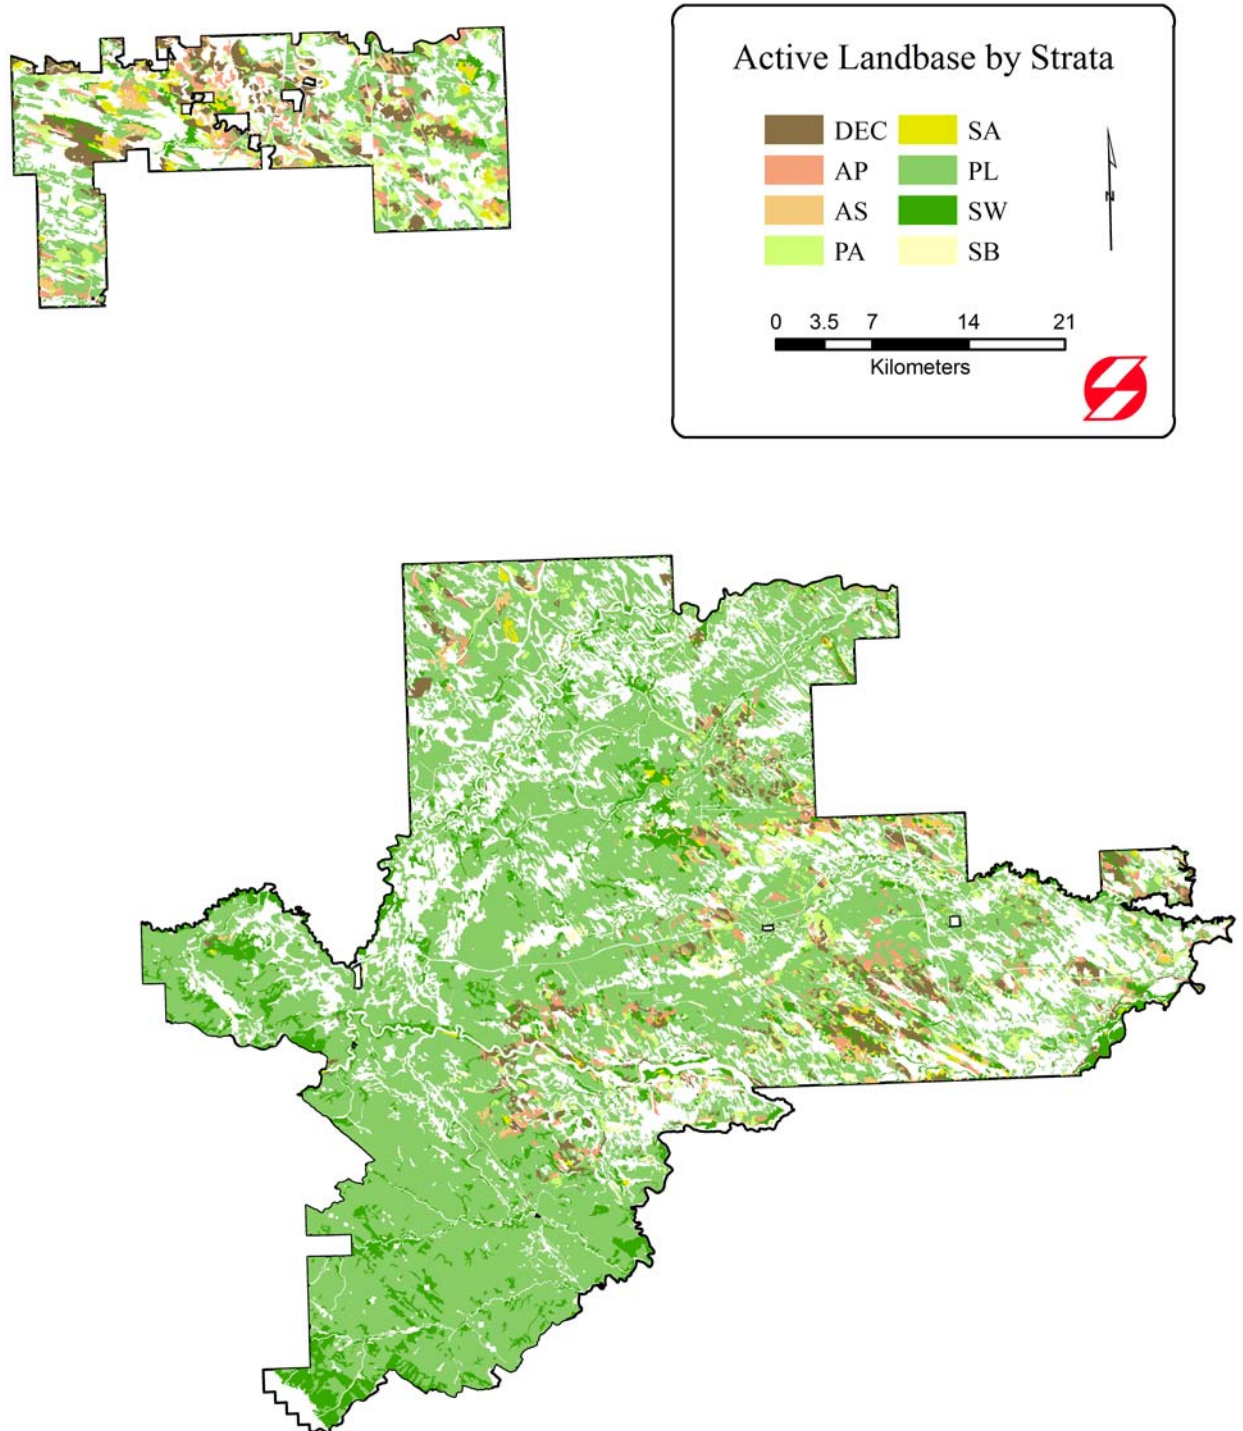 Active Landbase by Strata
DEC SA
AP PL
AS SW
PA SB
N
0 3.5 7 14 21
Kilometers